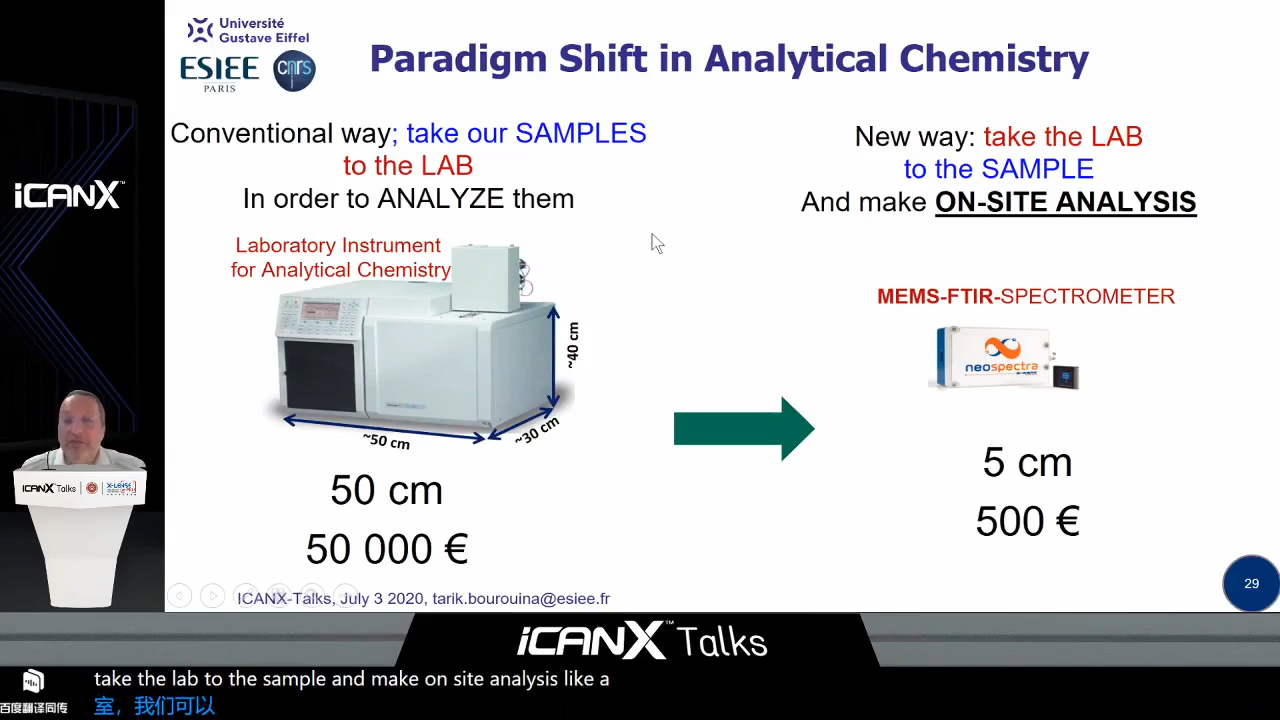 Université
Gustave Eiffel
ESIEE
PARIS
cnrs
Paradigm Shift in Analytical Chemistry
Conventional way; take our SAMPLES
to the LAB
In order to ANALYZE them
New way: take the LAB
to the SAMPLE
And make ON-SITE ANALYSIS
iCANX™
Laboratory Instrument
for Analytical Chemistry
~40 cm
~50 cm
~30 cm
MEMS-FTIR-SPECTROMETER
neospectra
50 cm
50 000 €
5 cm
500 €
iCANX Talks
29
ICANX-Talks, July 3 2020, tarik.bourouina@esiee.fr
iCANX™ Talks
take the lab to the sample and make on site analysis like a
百度翻译同传
室，我们可以